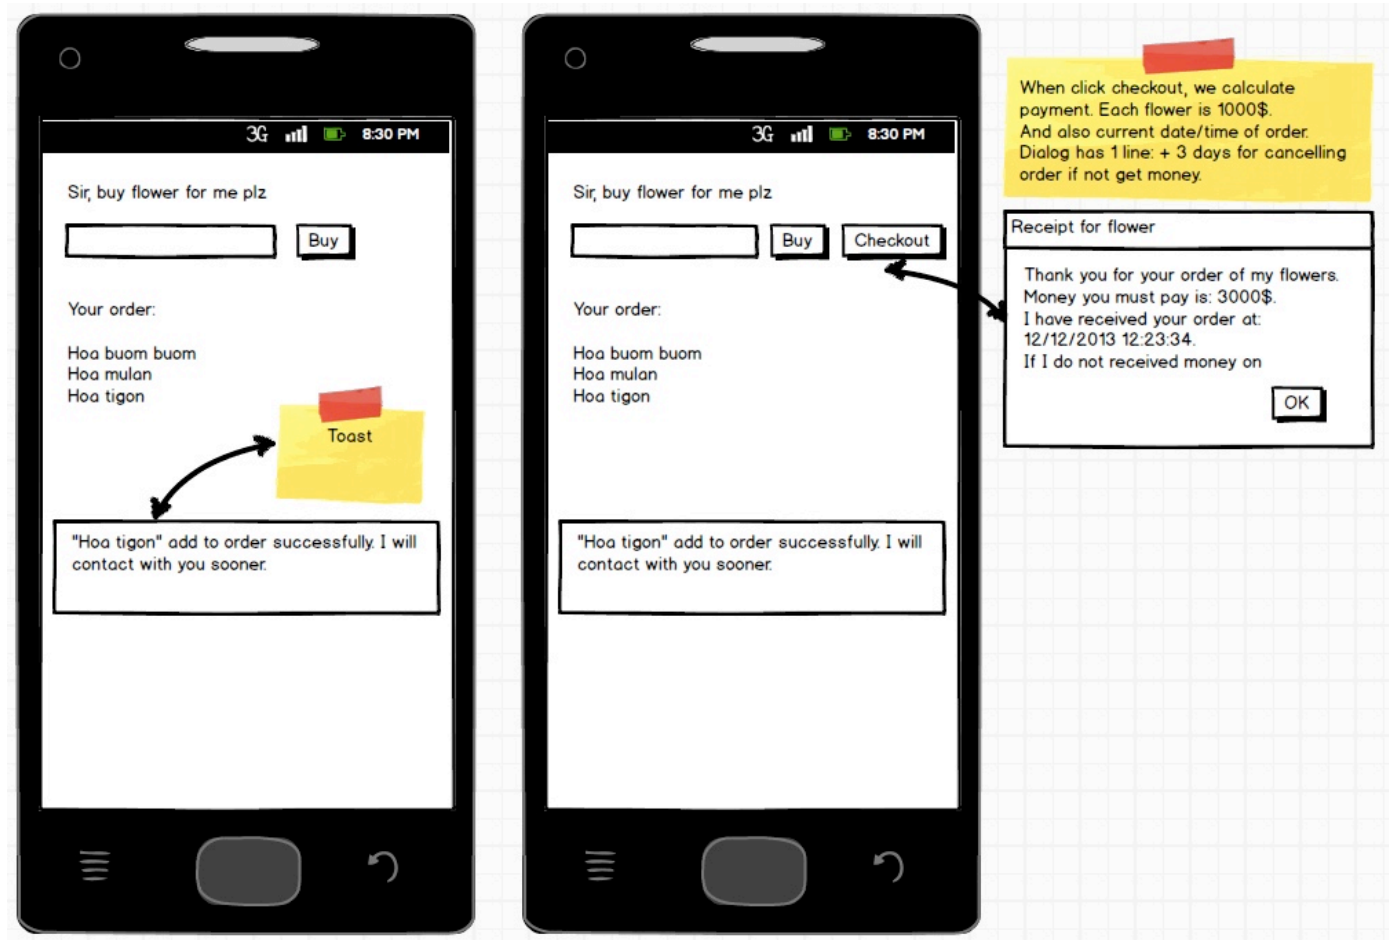 3G 8:30 PM
Sir, buy flower for me plz
Buy
Your order:
Hoa buom buom
Hoa mulan
Hoa tigon
Toast
"Hoa tigon" add to order successfully. I will
contact with you sooner.
3G 8:30 PM
Sir, buy flower for me plz
Buy Checkout
Your order:
Hoa buom buom
Hoa mulan
Hoa tigon
"Hoa tigon" add to order successfully. I will
contact with you sooner.
When click checkout, we calculate
payment. Each flower is 1000$.
And also current date/time of order.
Dialog has 1 line: + 3 days for cancelling
order if not get money.
Receipt for flower
Thank you for your order of my flowers.
Money you must pay is: 3000$.
I have received your order at:
12/12/2013 12:23:34.
If I do not received money on
OK